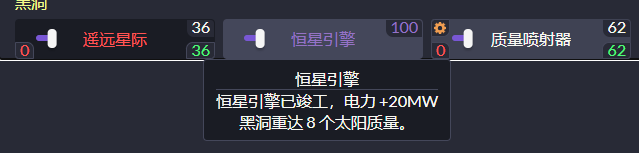 黑洞
36
遥远星际
0
36
100
恒星引擎
62
质量喷射器
0
62
恒星引擎
恒星引擎已竣工，电力 +20MW
黑洞重达 8 个太阳质量。